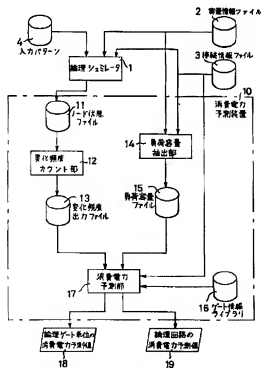 2 容量情報ファイル
4
入力パターン
3 接続情報ファイル
論理シュミレータ
1
10
消費電力
予測装置
11
ノード状態
ファイル
14
負荷容量
抽出部
変化頻度
カウント部
12
13
変化頻度
出力ファイル
15
負荷容量
ファイル
消費電力
予測部
17
ゲート情報
16 ライブラリ
論理ゲート単位の
消費電力予測値
18
論理回路の
消費電力予測値
19